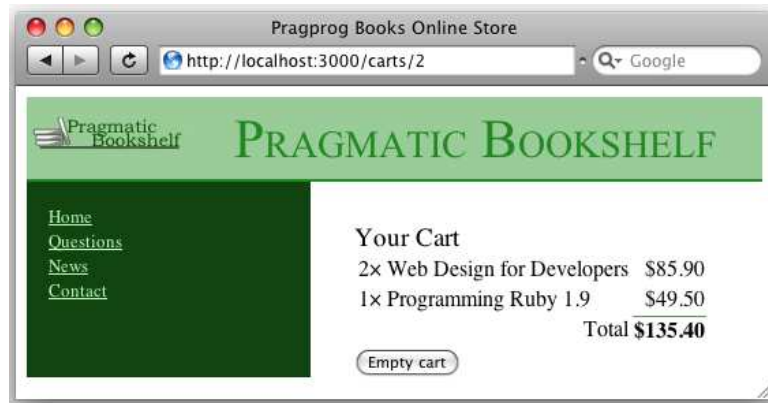 Pragprog Books Online Store
http://localhost:3000/carts/2
Google
Pragmatic
Bookshelf
PRAGMATIC BOOKSHELF
Home
Questions
News
Contact
Your Cart
2× Web Design for Developers $85.90
1× Programming Ruby 1.9 $49.50
Total $135.40
Empty cart